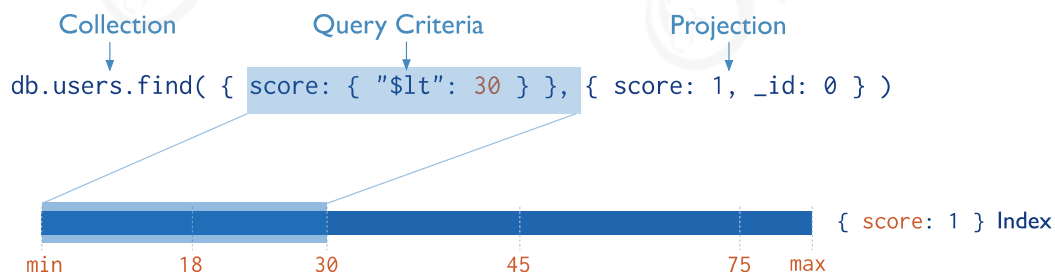 Collection Query Criteria Projection
db.users.find( { score: { "$lt": 30 } }, { score: 1, _id: 0 } )
{ score: 1 } Index
min 18 30 45 75 max